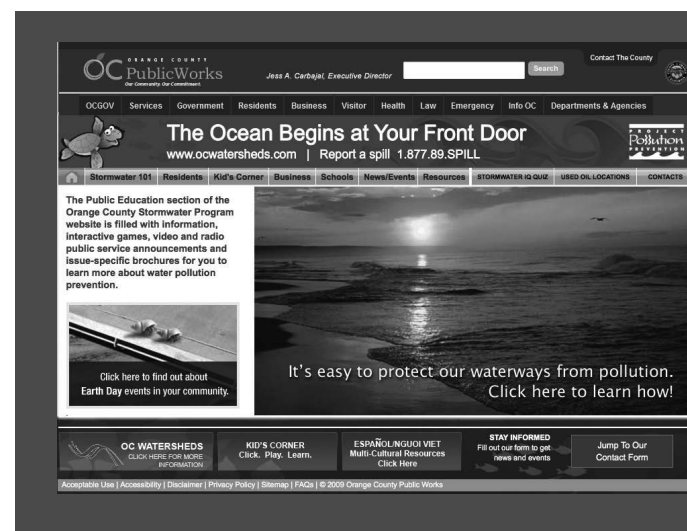 Contact The County
ORANGE COUNTY
OC PublicWorks
Our Community. Our Commitment.
Jess A. Carbajal, Executive Director
Search
OCGOV Services Government Residents Business Visitor Health Law Emergency Info OC Departments & Agencies
The Ocean Begins at Your Front Door
www.ocwatersheds.com | Report a spill 1.877.89.SPILL
PROJECT
Pollution
PREVENTION
Stormwater 101 Residents Kid's Corner Business Schools News/Events Resources STORMWATER IQ QUIZ USED OIL LOCATIONS CONTACTS
The Public Education section of the
Orange County Stormwater Program
website is filled with information,
interactive games, video and radio
public service announcements and
issue-specific brochures for you to
learn more about water pollution
prevention.
Click here to find out about
Earth Day events in your community.
It's easy to protect our waterways from pollution.
Click here to learn how!
OC WATERSHEDS
CLICK HERE FOR MORE
INFORMATION
KID'S CORNER
Click. Play. Learn.
ESPAÑOL/NGUOI VIET
Multi-Cultural Resources
Click Here
STAY INFORMED
Fill out our form to get
news and events
Jump To Our
Contact Form
Acceptable Use | Accessibility | Disclaimer | Privacy Policy | Sitemap | FAQs | © 2009 Orange County Public Works